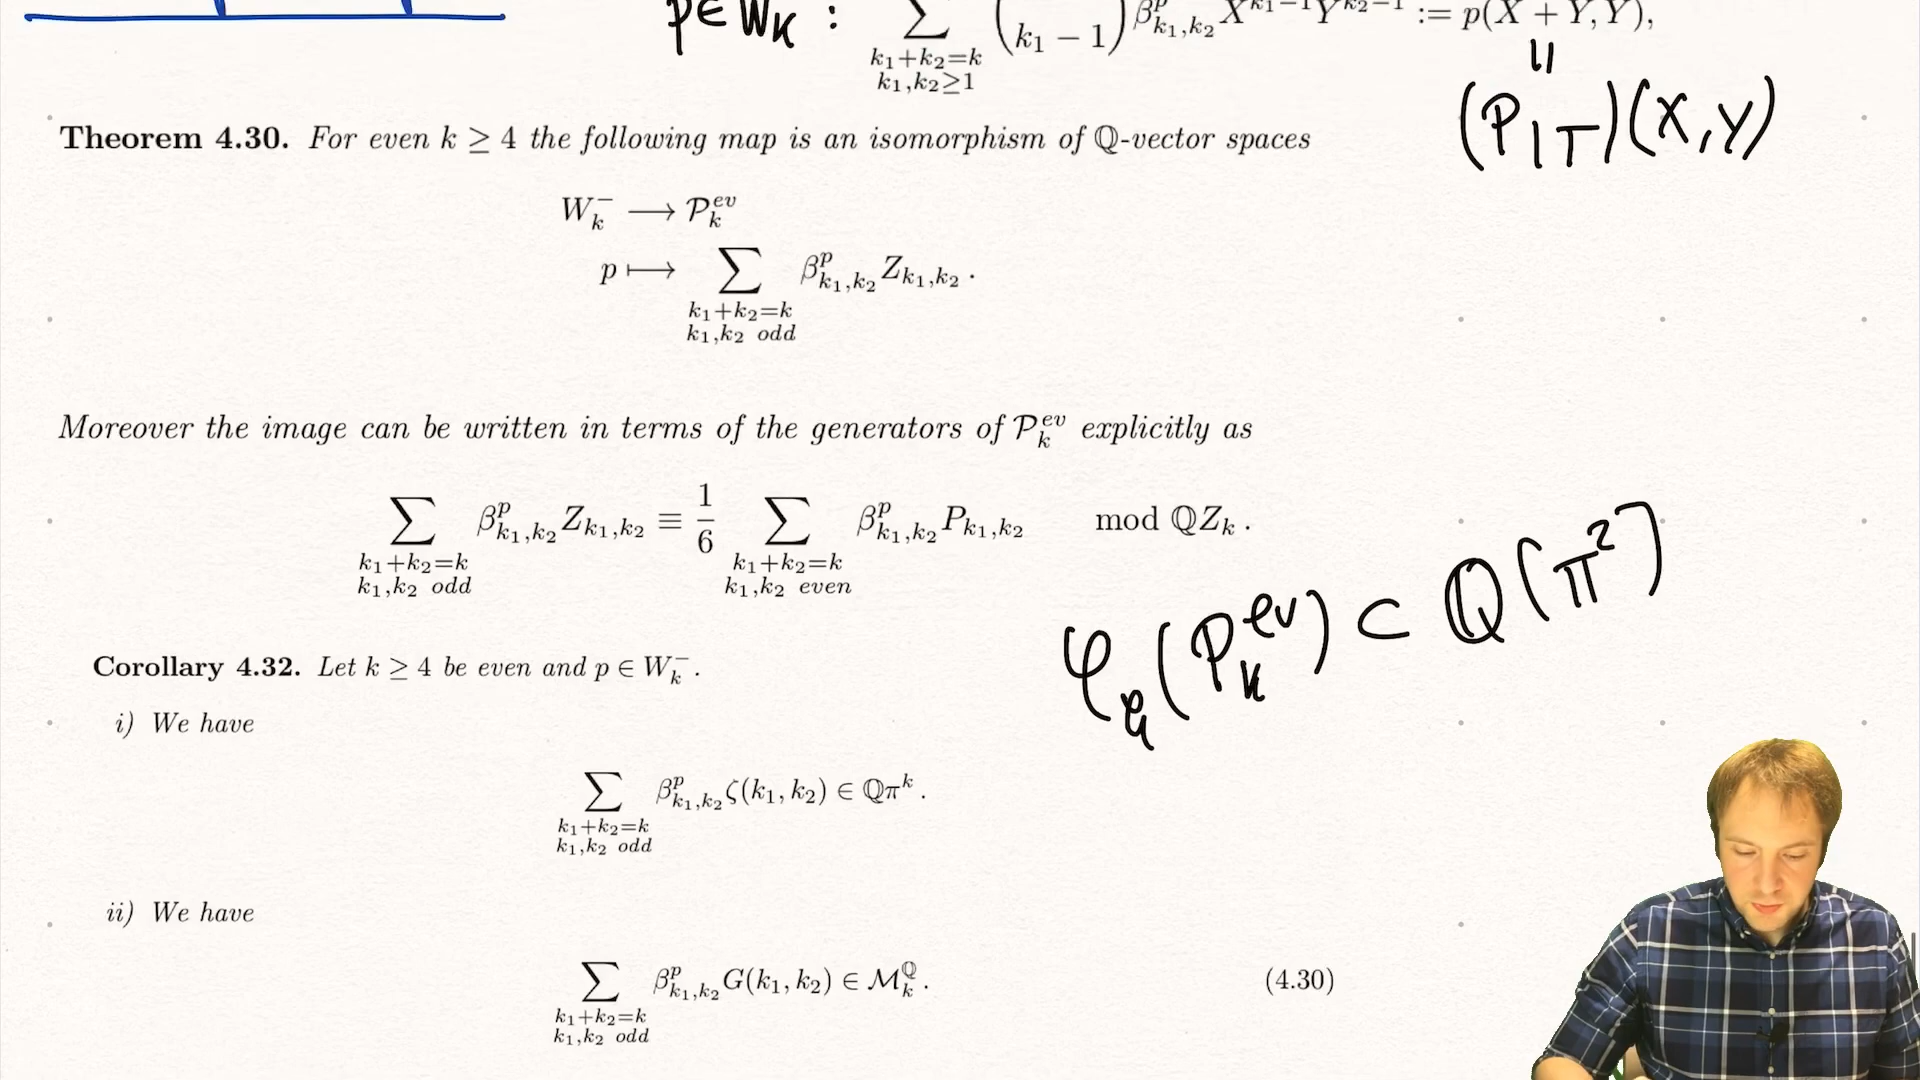 p ∈ W_k : ∑_{k_1+k_2=k, k_1,k_2≥1} ( k_1 − 1 ) β^p_{k_1,k_2} X^{k_1−1} Y^{k_2−1} := p(X + Y, Y),
=
(P|T)(X,Y)
Theorem 4.30. For even k ≥ 4 the following map is an isomorphism of ℚ-vector spaces
W_k^− ⟶ 𝒫_k^{ev}
p ⟼ ∑_{k_1+k_2=k, k_1,k_2 odd} β^p_{k_1,k_2} Z_{k_1,k_2} .
Moreover the image can be written in terms of the generators of 𝒫_k^{ev} explicitly as
∑_{k_1+k_2=k, k_1,k_2 odd} β^p_{k_1,k_2} Z_{k_1,k_2} ≡ 1/6 ∑_{k_1+k_2=k, k_1,k_2 even} β^p_{k_1,k_2} P_{k_1,k_2} mod ℚZ_k .
(P_k^{ev}) ⊂ ℚ[π²]
Corollary 4.32. Let k ≥ 4 be even and p ∈ W_k^− .
i) We have
∑_{k_1+k_2=k, k_1,k_2 odd} β^p_{k_1,k_2} ζ(k_1, k_2) ∈ ℚπ^k .
ii) We have
∑_{k_1+k_2=k, k_1,k_2 odd} β^p_{k_1,k_2} G(k_1, k_2) ∈ ℳ_k^ℚ . (4.30)